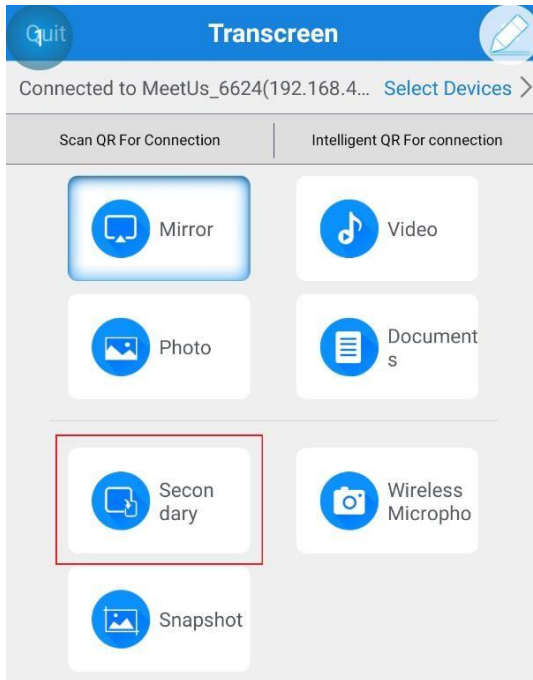 Quit
Transcreen
Connected to MeetUs_6624(192.168.4... Select Devices >
Scan QR For Connection
Intelligent QR For connection
Mirror
Video
Photo
Document
s
Secon
dary
Wireless
Micropho
Snapshot